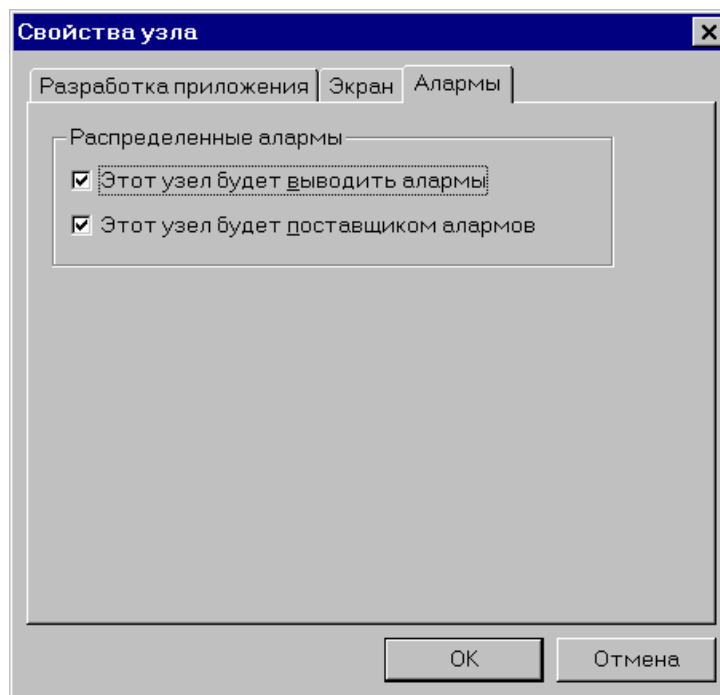 Свойства узла
Разработка приложения Экран Алармы
Распределенные алармы
Этот узел будет выводить алармы
Этот узел будет поставщиком алармов
OK Отмена